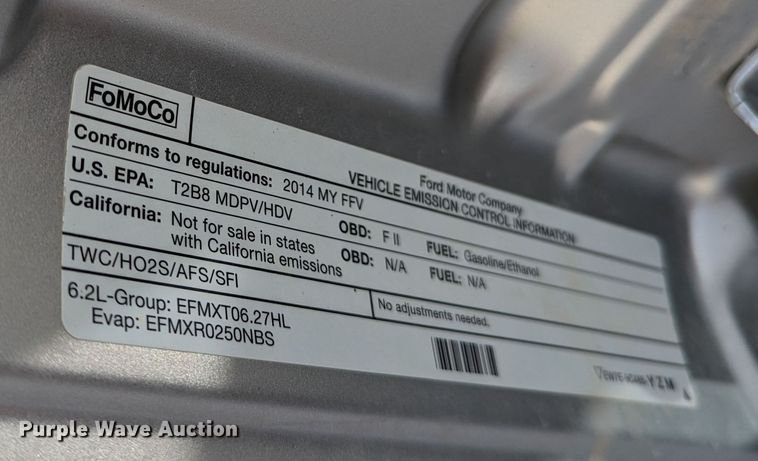 FoMoCo
Ford Motor Company
VEHICLE EMISSION CONTROL INFORMATION
Conforms to regulations: 2014 MY FFV
U.S. EPA: T2B8 MDPV/HDV OBD: F II FUEL: Gasoline/Ethanol
California: Not for sale in states with California emissions OBD: N/A FUEL: N/A
TWC/HO2S/AFS/SFI
No adjustments needed.
6.2L-Group: EFMXT06.27HL
Evap: EFMXR0250NBS
YZM
Purple Wave Auction